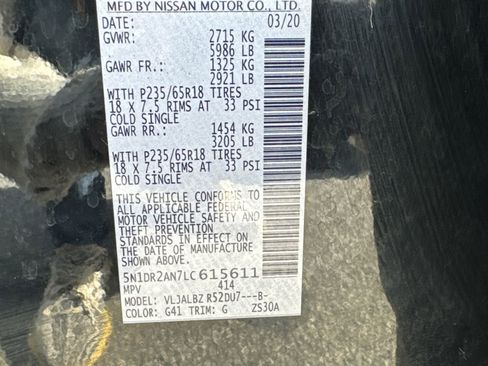 MFD BY NISSAN MOTOR CO., LTD.
DATE: 03/20
GVWR: 2715 KG
5986 LB
GAWR FR.: 1325 KG
2921 LB
WITH P235/65R18 TIRES
18 X 7.5 RIMS AT 33 PSI
COLD SINGLE
GAWR RR.: 1454 KG
3205 LB
WITH P235/65R18 TIRES
18 X 7.5 RIMS AT 33 PSI
COLD SINGLE
THIS VEHICLE CONFORMS TO
ALL APPLICABLE FEDERAL
MOTOR VEHICLE SAFETY AND
THEFT PREVENTION
STANDARDS IN EFFECT ON
THE DATE OF MANUFACTURE
SHOWN ABOVE.
5N1DR2AN7LC615611
MPV 414
MODEL: VLJALBZ R52DU7---B-
COLOR: G41 TRIM: G ZS30A